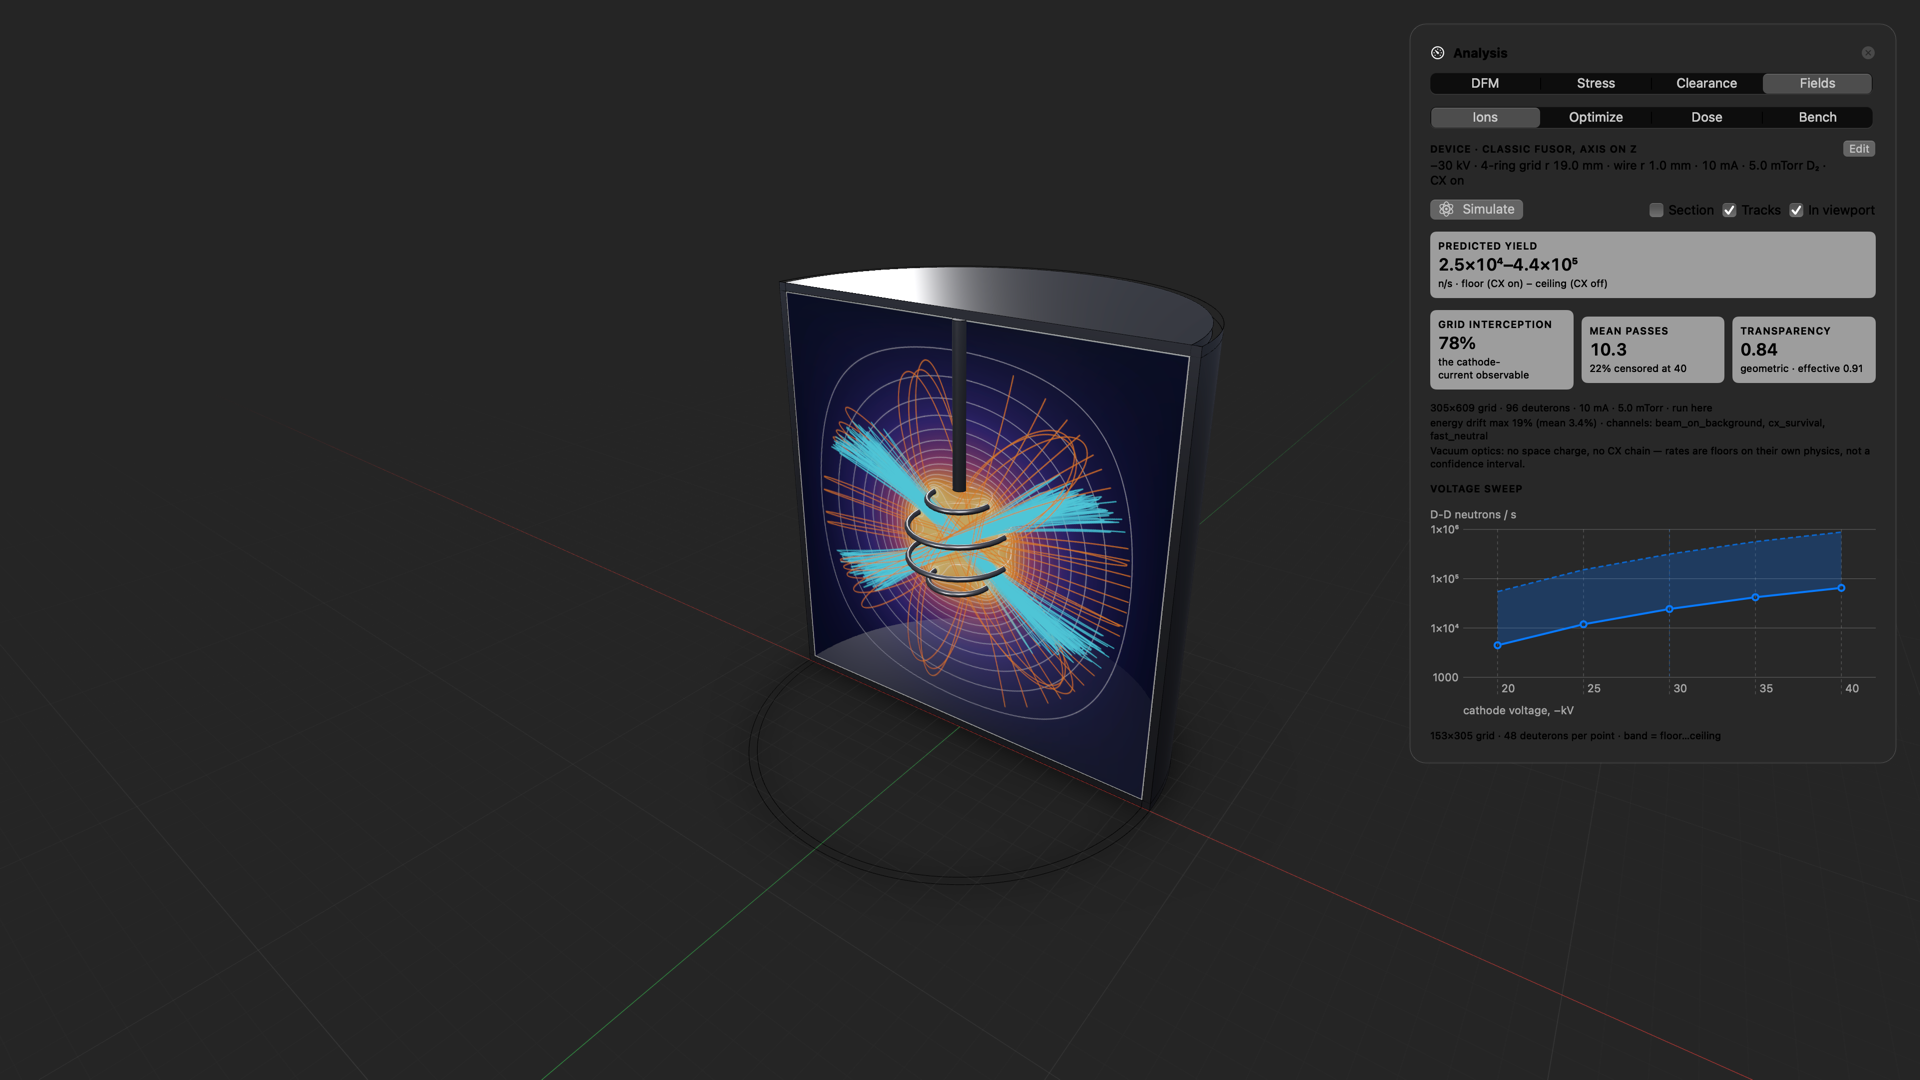 Analysis
DFM Stress Clearance Fields
Ions Optimize Dose Bench
DEVICE · CLASSIC FUSOR, AXIS ON Z
Edit
−30 kV · 4-ring grid r 19.0 mm · wire r 1.0 mm · 10 mA · 5.0 mTorr D₂ ·
CX on
Simulate
Section Tracks In viewport
PREDICTED YIELD
2.5×10⁴–4.4×10⁵
n/s · floor (CX on) – ceiling (CX off)
GRID INTERCEPTION
78%
the cathode-
current observable
MEAN PASSES
10.3
22% censored at 40
TRANSPARENCY
0.84
geometric · effective 0.91
305×609 grid · 96 deuterons · 10 mA · 5.0 mTorr · run here
energy drift max 19% (mean 3.4%) · channels: beam_on_background, cx_survival,
fast_neutral
Vacuum optics: no space charge, no CX chain — rates are floors on their own physics, not a
confidence interval.
VOLTAGE SWEEP
D-D neutrons / s
1×10⁶
1×10⁵
1×10⁴
1000
20 25 30 35 40
cathode voltage, −kV
153×305 grid · 48 deuterons per point · band = floor…ceiling